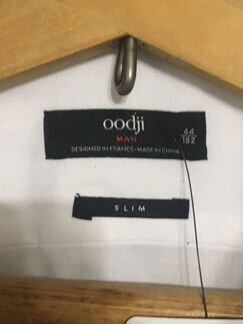 oodji
MAN
DESIGNED IN FRANCE-MADE IN CHINA
44
182
SLIM